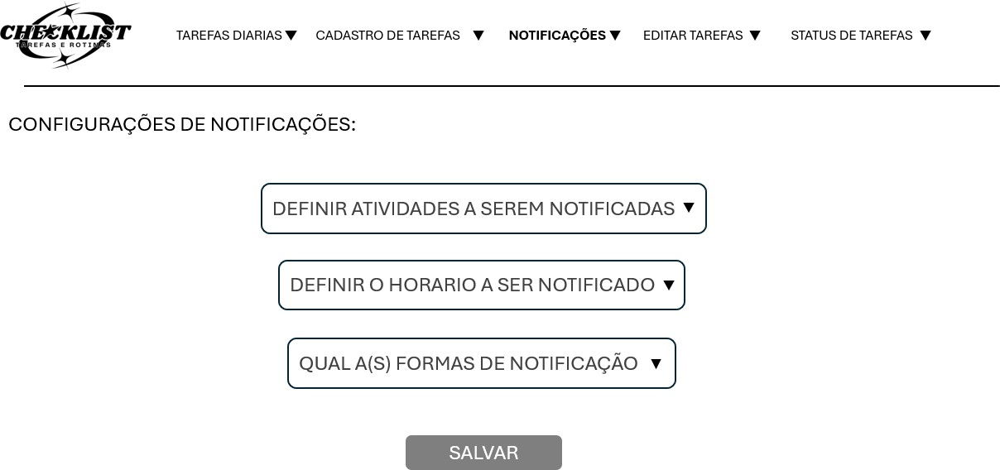 CHECKLIST
TAREFAS E ROTINAS
TAREFAS DIARIAS ▼ CADASTRO DE TAREFAS ▼ NOTIFICAÇÕES ▼ EDITAR TAREFAS ▼ STATUS DE TAREFAS ▼
CONFIGURAÇÕES DE NOTIFICAÇÕES:
DEFINIR ATIVIDADES A SEREM NOTIFICADAS ▼
DEFINIR O HORARIO A SER NOTIFICADO ▼
QUAL A(S) FORMAS DE NOTIFICAÇÃO ▼
SALVAR